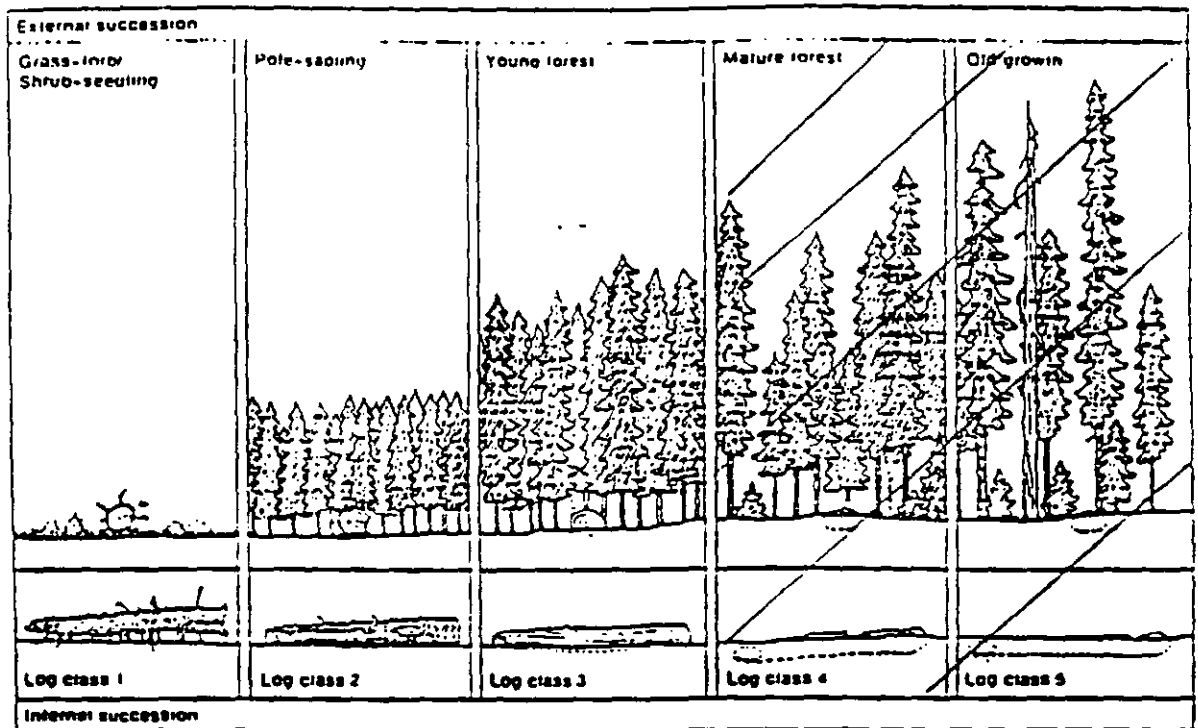 External succession
Grass-forb/
Shrub-seedling
Pole-sapling
Young forest
Mature forest
Old growth
Log class 1
Log class 2
Log class 3
Log class 4
Log class 5
Internal succession